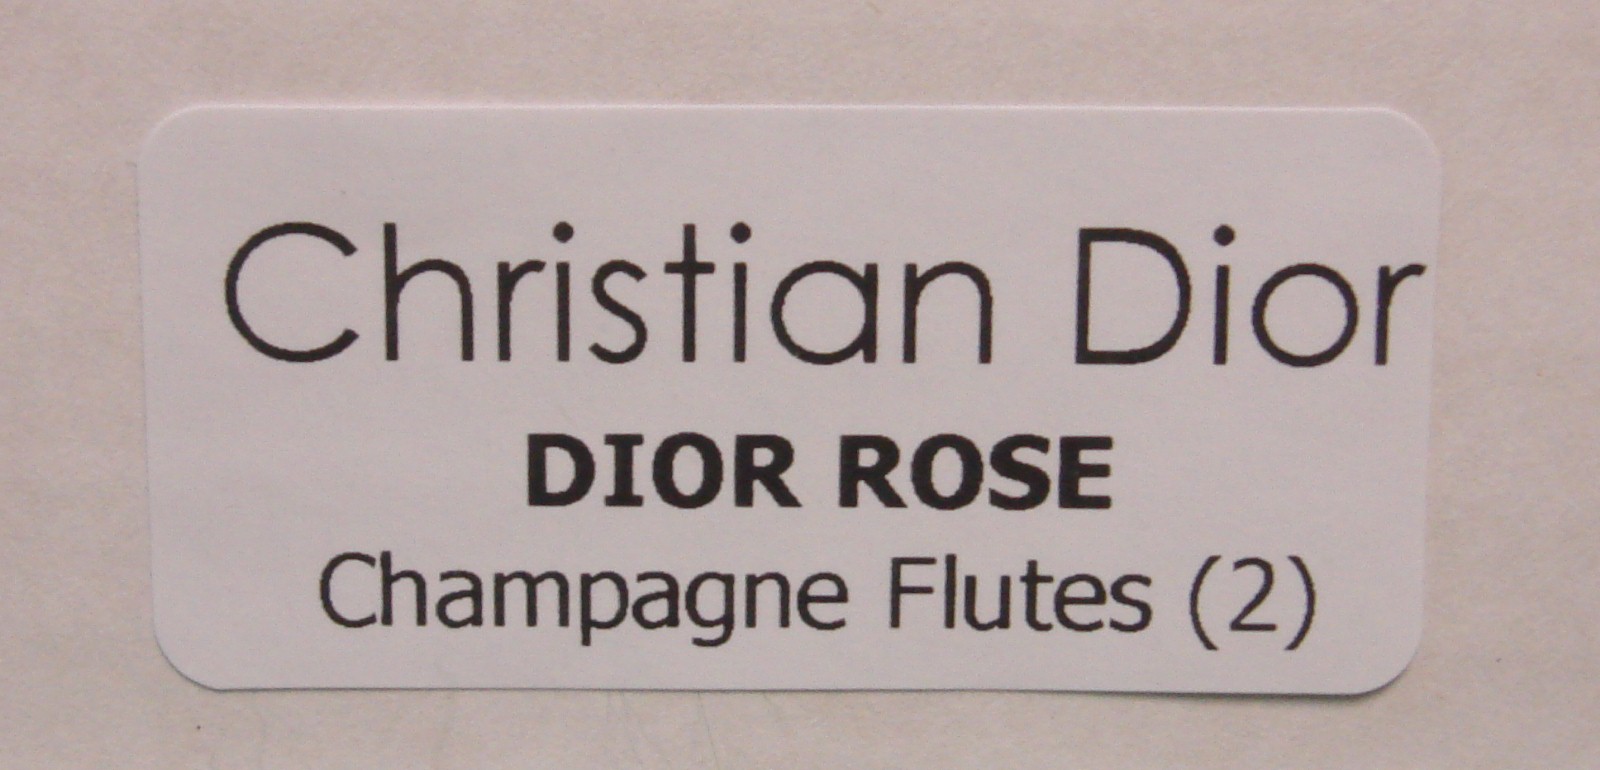 Christian Dior
DIOR ROSE
Champagne Flutes (2)